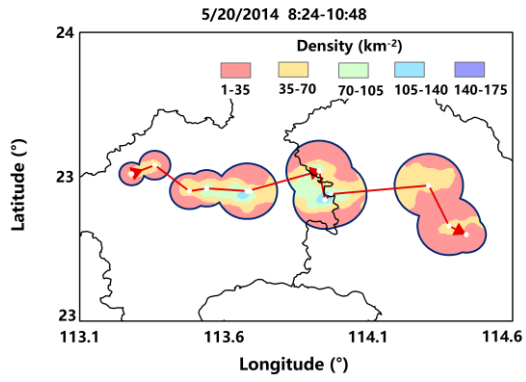 5/20/2014 8:24-10:48
24
Density (km-2)
1-35 35-70 70-105 105-140 140-175
Latitude (°)
23
23
113.1 113.6 114.1 114.6
Longitude (°)